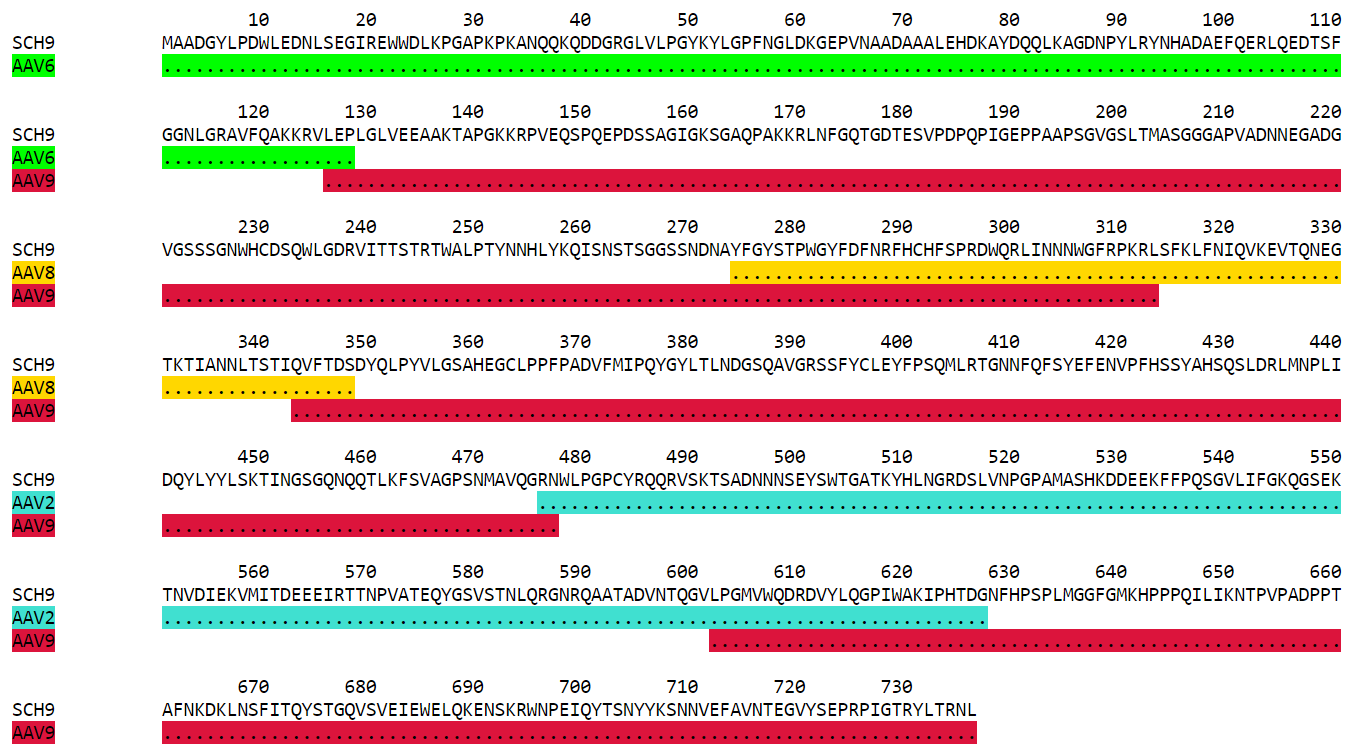 10 20 30 40 50 60 70 80 90 100 110
SCH9 MAADGYLPDWLEDNLSEGIREWWDLKPGAPKPKANQQKQDDGRGLVLPGYKYLGPFNGLDKGEPVNAADAAALEHDKAYDQQLKAGDNPYLRYNHADAEFQERLQEDTSF
AAV6 ..............................................................................................................
120 130 140 150 160 170 180 190 200 210 220
SCH9 GGNLGRAVFQAKKRVLEPLGLVEEAAKTAPGKKRPVEQSPQEPDSSAGIGKSGAQPAKKRLNFGQTGDTESVPDPQPIGEPPAAPSGVGSLTMASGGGAPVADNNEGADG
AAV6 ..................
AAV9 ...............................................................................................
230 240 250 260 270 280 290 300 310 320 330
SCH9 VGSSSGNWHCDSQWLGDRVITTSTRTWALPTYNNHLYKQISNSTSGGSSNDNAYFGYSTPWGYFDFNRFHCHFSPRDWQRLINNNWGFRPKRLSFKLFNIQVKEVTQNEG
AAV8 .........................................................
AAV9 .............................................................................................
340 350 360 370 380 390 400 410 420 430 440
SCH9 TKTIANNLTSTIQVFTDSDYQLPYVLGSAHEGCLPPFPADVFMIPQYGYLTLNDGSQAVGRSSFYCLEYFPSQMLRTGNNFQFSYEFENVPFHSSYAHSQSLDRLMNPLI
AAV8 ..................
AAV9 ..................................................................................................
450 460 470 480 490 500 510 520 530 540 550
SCH9 DQYLYYLSKTINGSGQNQQTLKFSVAGPSNMAVQGRNWLPGPCYRQQRVSKTSADNNNSEYSWTGATKYHLNGRDSLVNPGPAMASHKDDEEKFFPQSGVLIFGKQGSEK
AAV2 ...........................................................................
AAV9 .....................................
560 570 580 590 600 610 620 630 640 650 660
SCH9 TNVDIEKVMITDEEEIRTTNPVATEQYGSVSTNLQRGNRQAATADVNTQGVLPGMVWQDRDVYLQGPIWAKIPHTDGNFHPSPLMGGFGMKHPPPQILIKNTPVPADPPT
AAV2 .............................................................................
AAV9 ...........................................................
670 680 690 700 710 720 730
SCH9 AFNKDKLNSFITQYSTGQVSVEIEWELQKENSKRWNPEIQYTSNYYKSNNVEFAVNTEGVYSEPRPIGTRYLTRNL
AAV9 ............................................................................